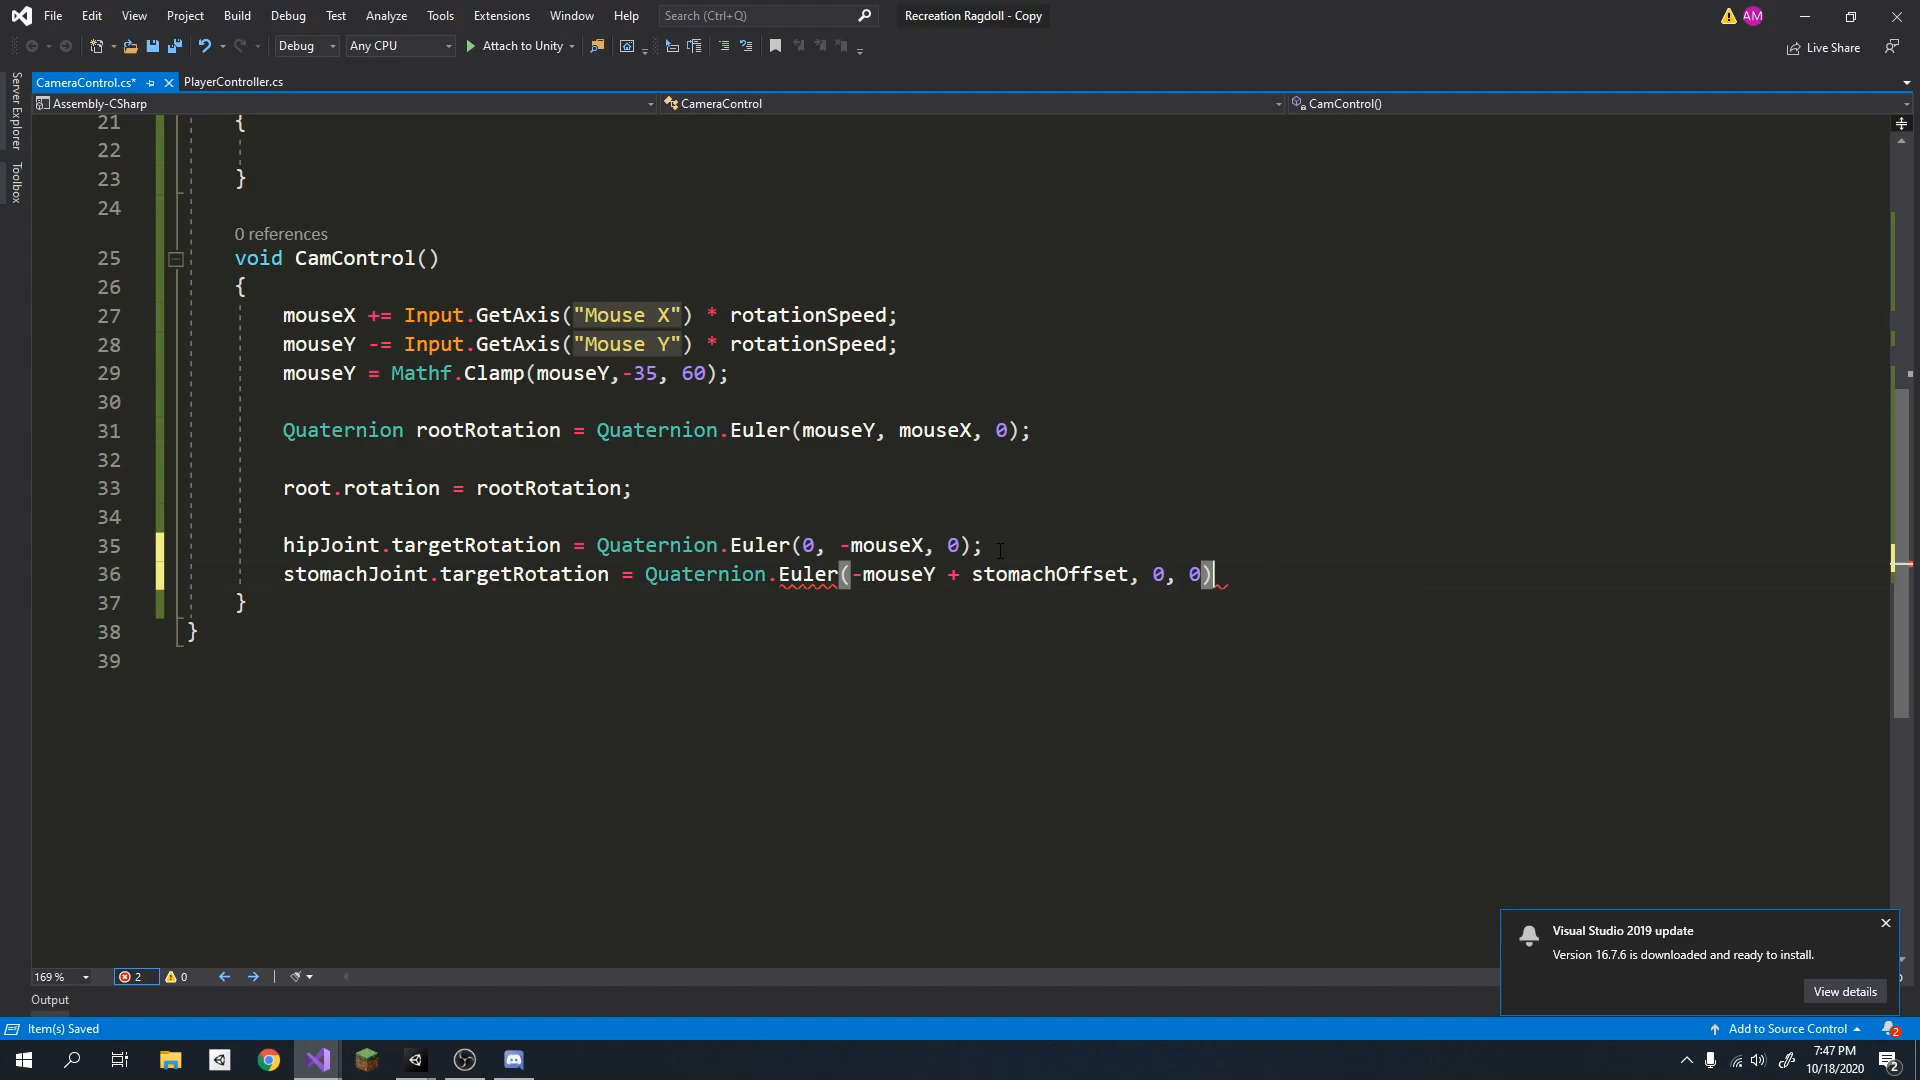 File Edit View Project Build Debug Test Analyze Tools Extensions Window Help Search (Ctrl+Q) Recreation Ragdoll - Copy AM
Debug Any CPU Attach to Unity Live Share
CameraControl.cs* PlayerController.cs
Assembly-CSharp CameraControl CamControl()
Server Explorer
Toolbox
21 {
22
23 }
24
0 references
25 void CamControl()
26 {
27 mouseX += Input.GetAxis("Mouse X") * rotationSpeed;
28 mouseY -= Input.GetAxis("Mouse Y") * rotationSpeed;
29 mouseY = Mathf.Clamp(mouseY,-35, 60);
30
31 Quaternion rootRotation = Quaternion.Euler(mouseY, mouseX, 0);
32
33 root.rotation = rootRotation;
34
35 hipJoint.targetRotation = Quaternion.Euler(0, -mouseX, 0);
36 stomachJoint.targetRotation = Quaternion.Euler(-mouseY + stomachOffset, 0, 0)
37 }
38 }
39
Visual Studio 2019 update
Version 16.7.6 is downloaded and ready to install.
View details
169 % 2 0
Output
Item(s) Saved Add to Source Control 2
7:47 PM
10/18/2020
2